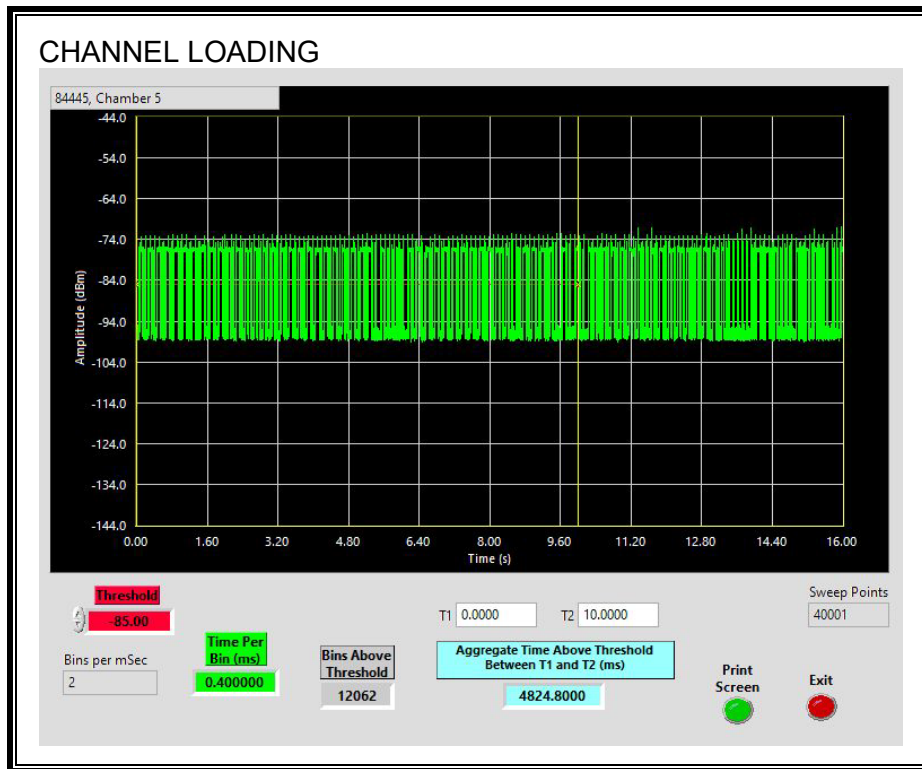 CHANNEL LOADING
84445, Chamber 5
-44.0
-54.0
-64.0
-74.0
-84.0
-94.0
-104.0
-114.0
-124.0
-134.0
-144.0
Amplitude (dBm)
0.00 1.60 3.20 4.80 6.40 8.00 9.60 11.20 12.80 14.40 16.00
Time (s)
Threshold
-85.00
Bins per mSec
2
Time Per
Bin (ms)
0.400000
Bins Above
Threshold
12062
T1 0.0000 T2 10.0000
Aggregate Time Above Threshold
Between T1 and T2 (ms)
4824.8000
Sweep Points
40001
Print
Screen
Exit